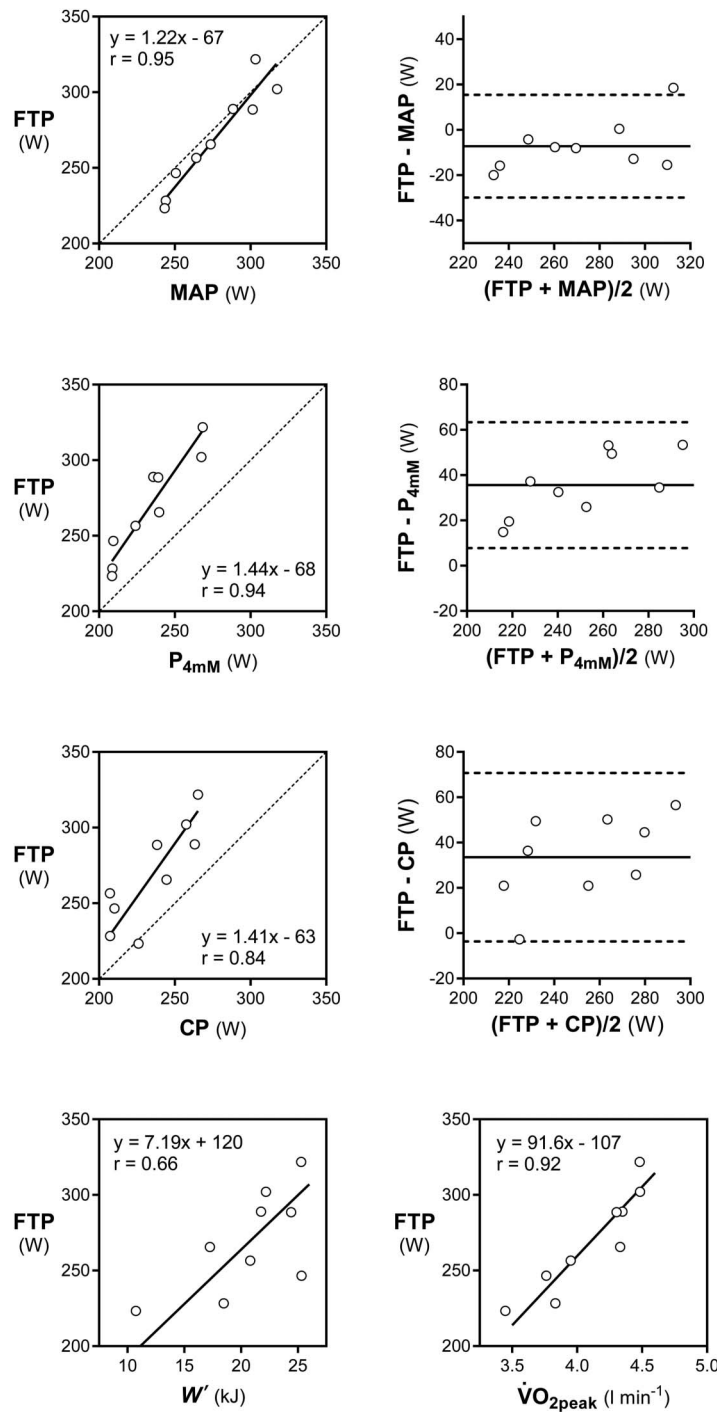 350
300
250
200
FTP
(W)
y = 1.22x - 67
r = 0.95
200 250 300 350
MAP (W)
40
20
0
-20
-40
FTP - MAP (W)
220 240 260 280 300 320
(FTP + MAP)/2 (W)
350
300
250
200
FTP
(W)
y = 1.44x - 68
r = 0.94
200 250 300 350
P4mM (W)
80
60
40
20
0
-20
FTP - P4mM (W)
200 220 240 260 280 300
(FTP + P4mM)/2 (W)
350
300
250
200
FTP
(W)
y = 1.41x - 63
r = 0.84
200 250 300 350
CP (W)
80
60
40
20
0
-20
FTP - CP (W)
200 220 240 260 280 300
(FTP + CP)/2 (W)
350
300
250
200
FTP
(W)
y = 7.19x + 120
r = 0.66
10 15 20 25
W′ (kJ)
350
300
250
200
FTP
(W)
y = 91.6x - 107
r = 0.92
3.5 4.0 4.5 5.0
V̇O2peak (l min-1)